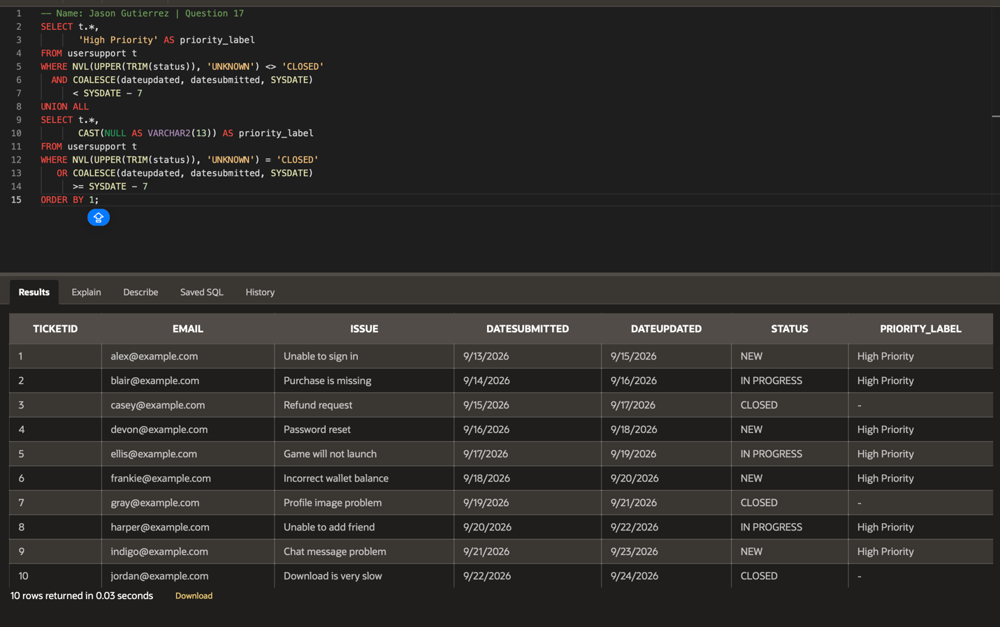 1 -- Name: Jason Gutierrez | Question 17
2 SELECT t.*,
3 'High Priority' AS priority_label
4 FROM usersupport t
5 WHERE NVL(UPPER(TRIM(status)), 'UNKNOWN') <> 'CLOSED'
6 AND COALESCE(dateupdated, datesubmitted, SYSDATE)
7 < SYSDATE - 7
8 UNION ALL
9 SELECT t.*,
10 CAST(NULL AS VARCHAR2(13)) AS priority_label
11 FROM usersupport t
12 WHERE NVL(UPPER(TRIM(status)), 'UNKNOWN') = 'CLOSED'
13 OR COALESCE(dateupdated, datesubmitted, SYSDATE)
14 >= SYSDATE - 7
15 ORDER BY 1;
Results Explain Describe Saved SQL History
TICKETID EMAIL ISSUE DATESUBMITTED DATEUPDATED STATUS PRIORITY_LABEL
1 alex@example.com Unable to sign in 9/13/2026 9/15/2026 NEW High Priority
2 blair@example.com Purchase is missing 9/14/2026 9/16/2026 IN PROGRESS High Priority
3 casey@example.com Refund request 9/15/2026 9/17/2026 CLOSED -
4 devon@example.com Password reset 9/16/2026 9/18/2026 NEW High Priority
5 ellis@example.com Game will not launch 9/17/2026 9/19/2026 IN PROGRESS High Priority
6 frankie@example.com Incorrect wallet balance 9/18/2026 9/20/2026 NEW High Priority
7 gray@example.com Profile image problem 9/19/2026 9/21/2026 CLOSED -
8 harper@example.com Unable to add friend 9/20/2026 9/22/2026 IN PROGRESS High Priority
9 indigo@example.com Chat message problem 9/21/2026 9/23/2026 NEW High Priority
10 jordan@example.com Download is very slow 9/22/2026 9/24/2026 CLOSED -
10 rows returned in 0.03 seconds Download